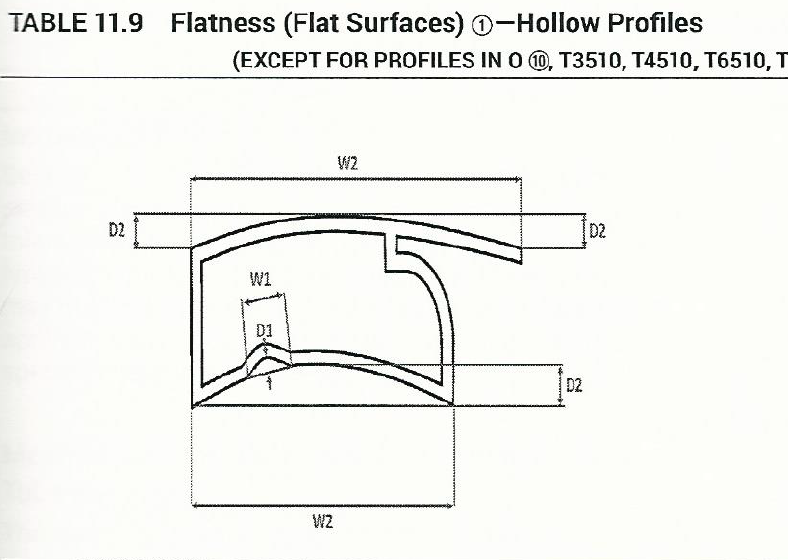 TABLE 11.9 Flatness (Flat Surfaces) ①—Hollow Profiles
(EXCEPT FOR PROFILES IN O ⑩, T3510, T4510, T6510, T
W2
D2
D2
W1
D1
D2
W2